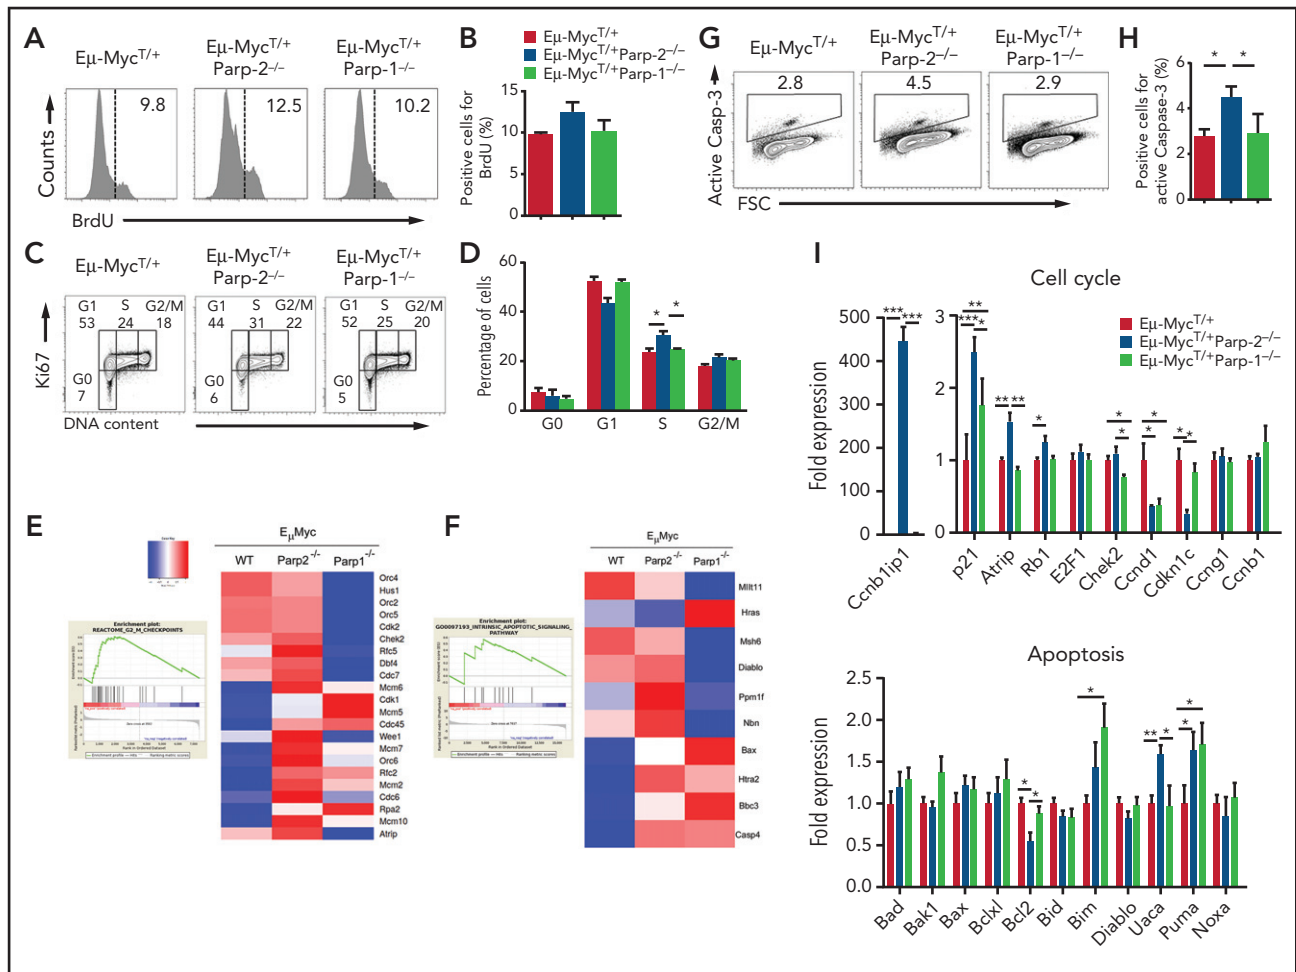 A
Eμ-MycT/+
Eμ-MycT/+
Parp-2–/–
Eμ-MycT/+
Parp-1–/–
Counts
9.8
12.5
10.2
BrdU
B
Eμ-MycT/+
Eμ-MycT/+Parp-2–/–
Eμ-MycT/+Parp-1–/–
Positive cells for
BrdU (%)
15
10
5
0
C
Eμ-MycT/+
Eμ-MycT/+
Parp-2–/–
Eμ-MycT/+
Parp-1–/–
Ki67
G1 S G2/M
53 24 18
G0
7
G1 S G2/M
44 31 22
G0
6
G1 S G2/M
52 25 20
G0
5
DNA content
D
Percentage of cells
60
40
20
0
* *
G0 G1 S G2/M
E
EμMyc
WT Parp2-/- Parp1-/-
Enrichment plot:
REACTOME_G2_M_CHECKPOINTS
Orc4
Hus1
Orc2
Orc5
Cdk2
Chek2
Rfc5
Dbf4
Cdc7
Mcm6
Cdk1
Mcm5
Cdc45
Wee1
Mcm7
Orc6
Rfc2
Mcm2
Cdc6
Rpa2
Mcm10
Atrip
F
EμMyc
WT Parp2-/- Parp1-/-
Enrichment plot:
GO0097193_INTRINSIC_APOPTOTIC_SIGNALING_
PATHWAY
Mllt11
Hras
Msh6
Diablo
Ppm1f
Nbn
Bax
Htra2
Bbc3
Casp4
G
Eμ-MycT/+
Eμ-MycT/+
Parp-2–/–
Eμ-MycT/+
Parp-1–/–
Active Casp-3
2.8
4.5
2.9
FSC
H
Positive cells for
active Caspase-3 (%)
6
4
2
0
* *
I
Cell cycle
Fold expression
500
400
300
200
100
0
*** ***
Ccnb1ip1
3
2
1
0
Eμ-MycT/+
Eμ-MycT/+Parp-2–/–
Eμ-MycT/+Parp-1–/–
**
*** *
** **
*
*
*
*
*
* *
p21 Atrip Rb1 E2F1 Chek2 Ccnd1 Cdkn1c Ccng1 Ccnb1
Apoptosis
Fold expression
2.5
2.0
1.5
1.0
0.5
0.0
*
*
*
** *
*
*
Bad Bak1 Bax Bclxl Bcl2 Bid Bim Diablo Uaca Puma Noxa